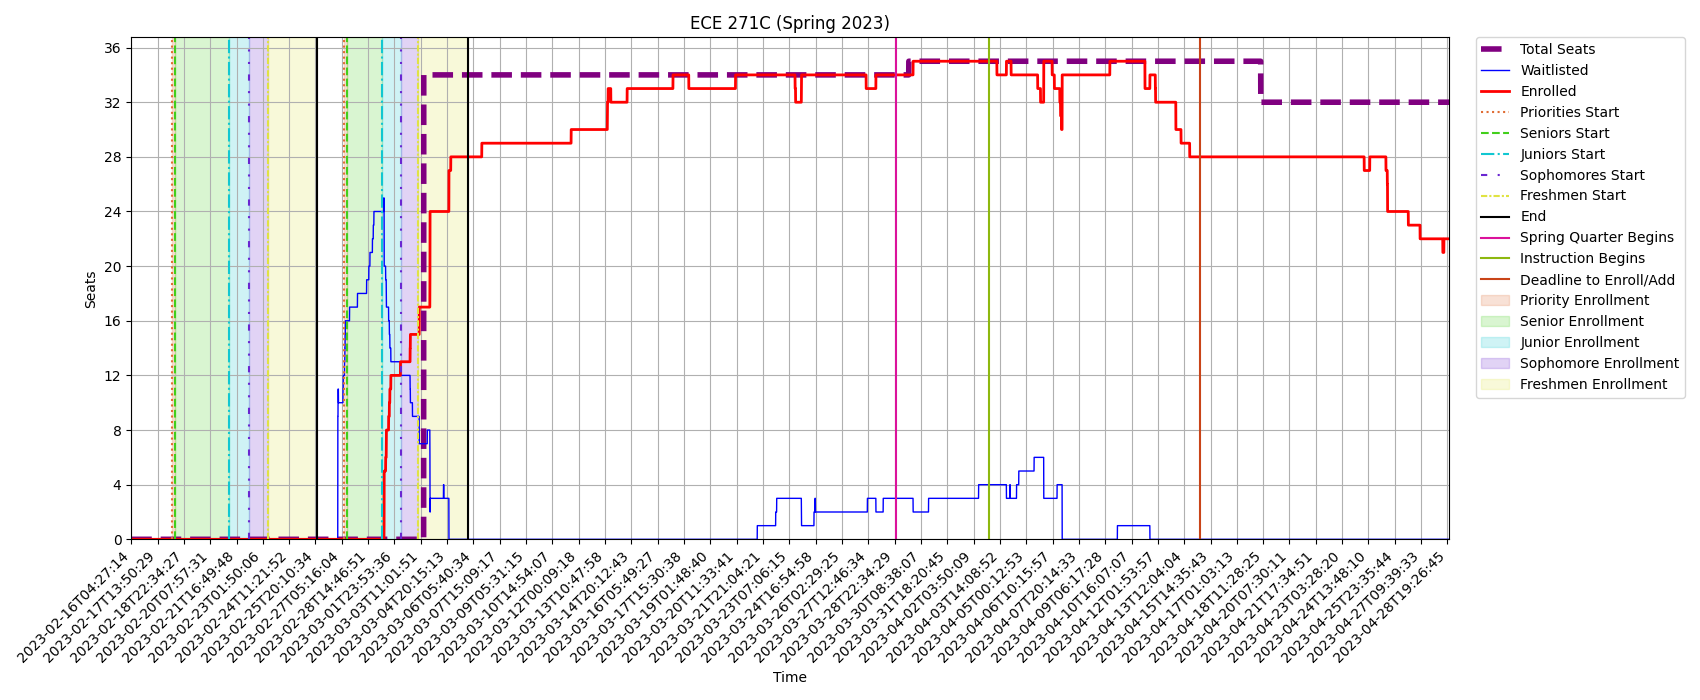 ECE 271C (Spring 2023)
Seats
36
32
28
24
20
16
12
8
4
0
2023-02-16T04:27:14
2023-02-17T13:50:29
2023-02-18T22:34:27
2023-02-20T07:57:31
2023-02-21T16:49:48
2023-02-23T01:50:06
2023-02-24T11:21:52
2023-02-25T20:10:34
2023-02-27T05:16:04
2023-02-28T14:46:51
2023-03-01T23:53:36
2023-03-03T11:01:51
2023-03-04T20:15:13
2023-03-06T05:40:34
2023-03-07T15:09:17
2023-03-09T05:31:15
2023-03-10T14:54:07
2023-03-12T00:09:18
2023-03-13T10:47:58
2023-03-14T20:12:43
2023-03-16T05:49:27
2023-03-17T15:30:38
2023-03-19T01:48:40
2023-03-20T11:33:41
2023-03-21T21:04:21
2023-03-23T07:06:15
2023-03-24T16:54:58
2023-03-26T02:29:25
2023-03-27T12:46:34
2023-03-28T22:34:29
2023-03-30T08:38:07
2023-03-31T18:20:45
2023-04-02T03:50:09
2023-04-03T14:08:52
2023-04-05T00:12:53
2023-04-06T10:15:57
2023-04-07T20:14:33
2023-04-09T06:17:28
2023-04-10T16:07:07
2023-04-12T01:53:57
2023-04-13T12:04:04
2023-04-15T14:35:43
2023-04-17T01:03:13
2023-04-18T11:28:25
2023-04-20T07:30:11
2023-04-21T17:34:51
2023-04-23T03:28:20
2023-04-24T13:48:10
2023-04-25T23:35:44
2023-04-27T09:39:33
2023-04-28T19:26:45
Time
Total Seats
Waitlisted
Enrolled
Priorities Start
Seniors Start
Juniors Start
Sophomores Start
Freshmen Start
End
Spring Quarter Begins
Instruction Begins
Deadline to Enroll/Add
Priority Enrollment
Senior Enrollment
Junior Enrollment
Sophomore Enrollment
Freshmen Enrollment